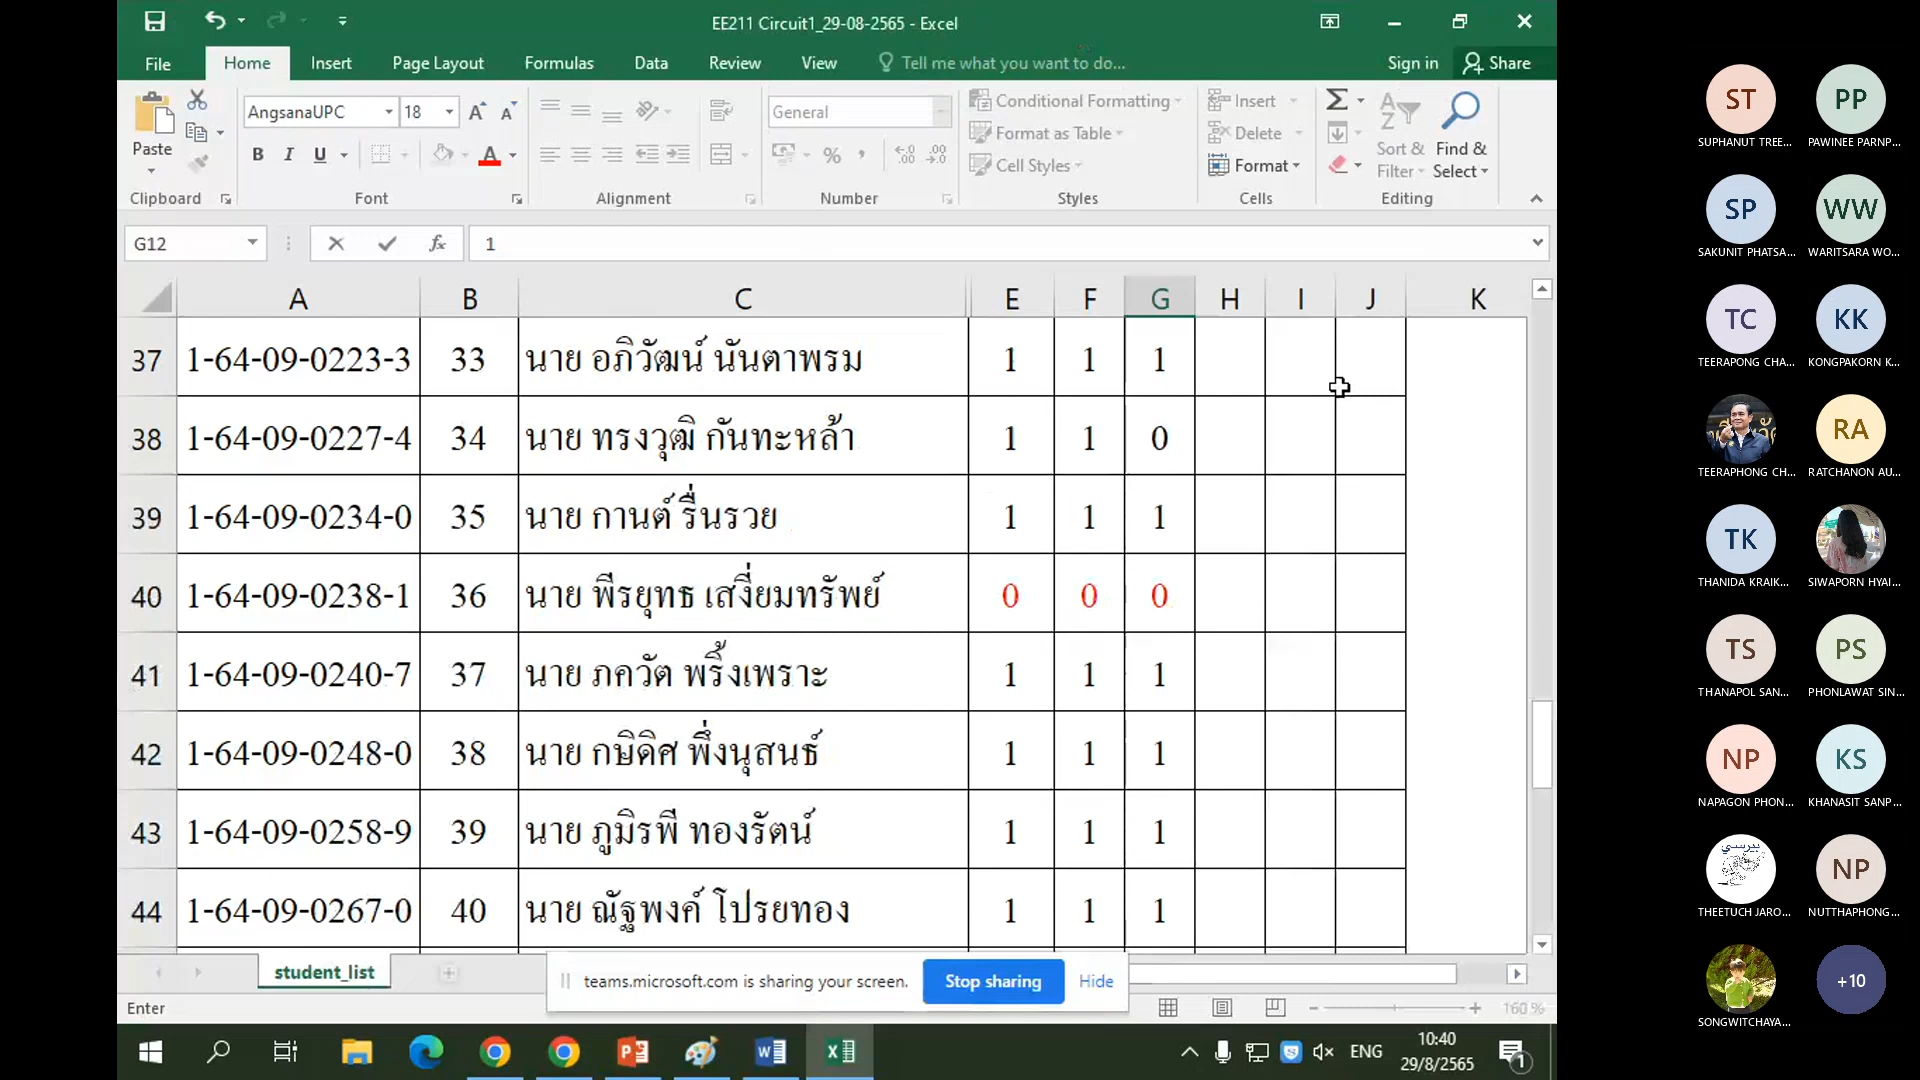 EE211 Circuit1_29-08-2565 - Excel
File Home Insert Page Layout Formulas Data Review View Tell me what you want to do... Sign in Share
Paste
Clipboard
AngsanaUPC 18
B I U A
Font
Alignment
General
%
Number
Conditional Formatting
Format as Table
Cell Styles
Styles
Insert
Delete
Format
Cells
Sort & Filter
Find & Select
Editing
G12 fx 1
A B C E F G H I J K
37 1-64-09-0223-3 33 นาย อภิวัฒน์ นันตาพรม 1 1 1
38 1-64-09-0227-4 34 นาย ทรงวุฒิ กันทะหล้า 1 1 0
39 1-64-09-0234-0 35 นาย กานต์ รื่นรวย 1 1 1
40 1-64-09-0238-1 36 นาย พีรยุทธ เสงี่ยมทรัพย์ 0 0 0
41 1-64-09-0240-7 37 นาย ภควัต พริ้งเพราะ 1 1 1
42 1-64-09-0248-0 38 นาย กษิดิศ พึ่งนุสนธ์ 1 1 1
43 1-64-09-0258-9 39 นาย ภูมิรพี ทองรัตน์ 1 1 1
44 1-64-09-0267-0 40 นาย ณัฐพงค์ โปรยทอง 1 1 1
student_list
teams.microsoft.com is sharing your screen. Stop sharing Hide
Enter 160 %
ENG 10:40
29/8/2565
1
ST PP
SUPHANUT TREE... PAWINEE PARNP...
SP WW
SAKUNIT PHATSA... WARITSARA WO...
TC KK
TEERAPONG CHA... KONGPAKORN K...
RA
TEERAPHONG CH... RATCHANON AU...
TK
THANIDA KRAIK... SIWAPORN HYAI...
TS PS
THANAPOL SAN... PHONLAWAT SIN...
NP KS
NAPAGON PHON... KHANASIT SANP...
NP
THEETUCH JARO... NUTTHAPHONG...
+10
SONGWITCHAYA...